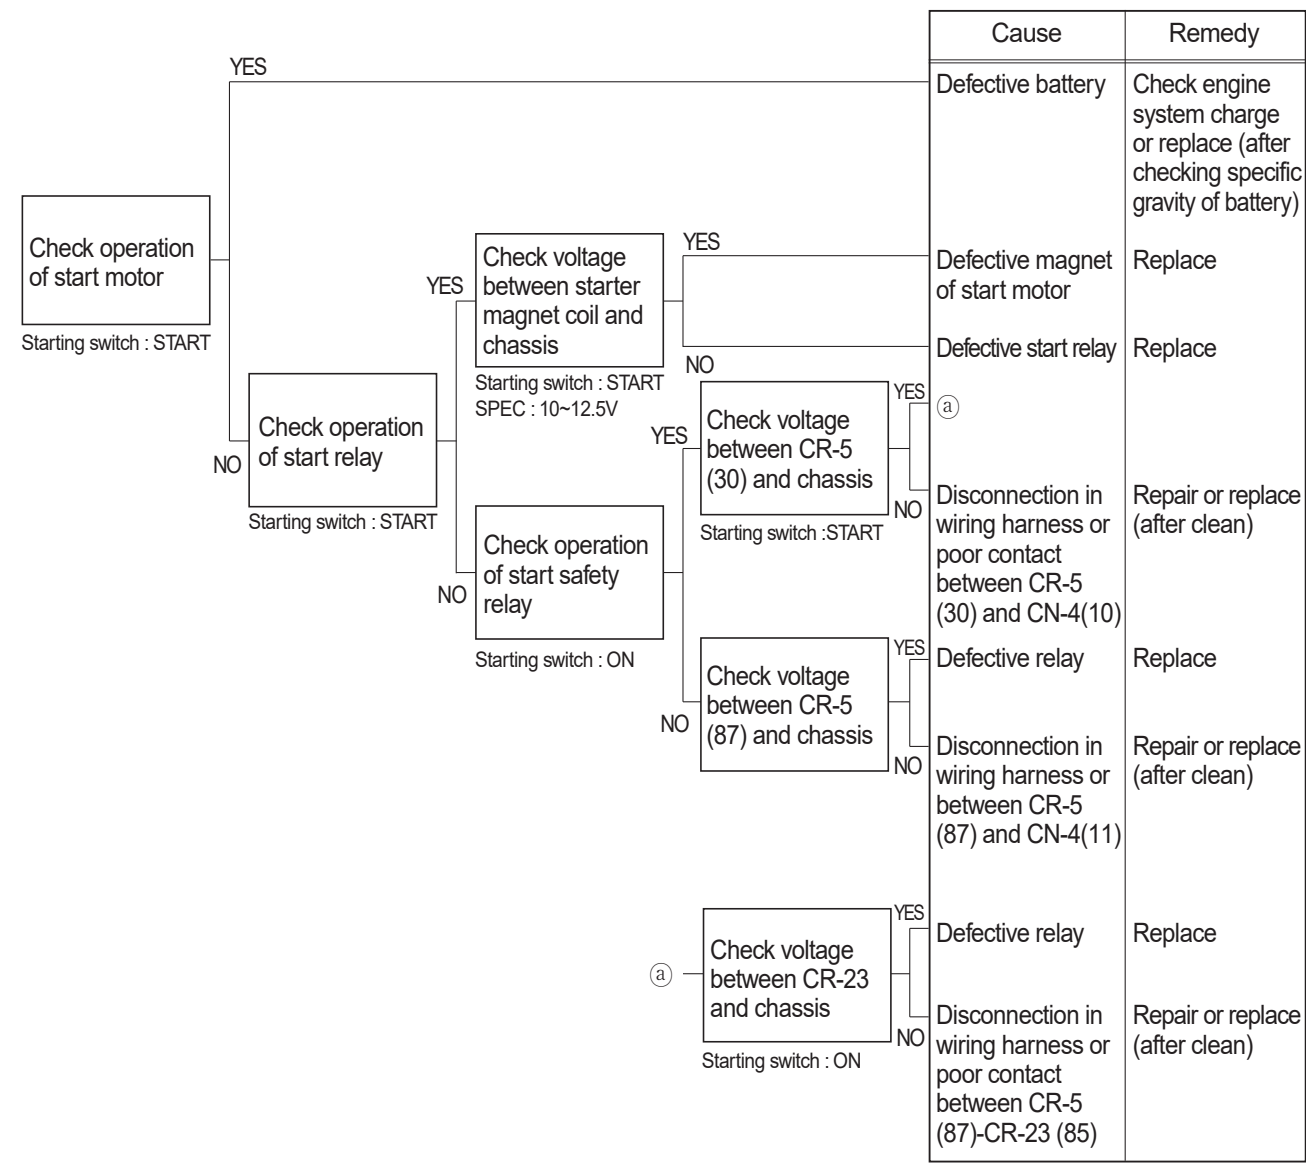 Cause Remedy
YES
Defective battery
Check engine
system charge
or replace (after
checking specific
gravity of battery)
Check operation
of start motor
Starting switch : START
YES
Check voltage
between starter
magnet coil and
chassis
Starting switch : START
SPEC : 10~12.5V
YES
Defective magnet
of start motor
Replace
NO
Defective start relay
Replace
NO
Check operation
of start relay
Starting switch : START
YES
Check voltage
between CR-5
(30) and chassis
Starting switch :START
YES
ⓐ
NO
Disconnection in
wiring harness or
poor contact
between CR-5
(30) and CN-4(10)
Repair or replace
(after clean)
NO
Check operation
of start safety
relay
Starting switch : ON
NO
Check voltage
between CR-5
(87) and chassis
YES
Defective relay
Replace
NO
Disconnection in
wiring harness or
between CR-5
(87) and CN-4(11)
Repair or replace
(after clean)
ⓐ
Check voltage
between CR-23
and chassis
Starting switch : ON
YES
Defective relay
Replace
NO
Disconnection in
wiring harness or
poor contact
between CR-5
(87)-CR-23 (85)
Repair or replace
(after clean)